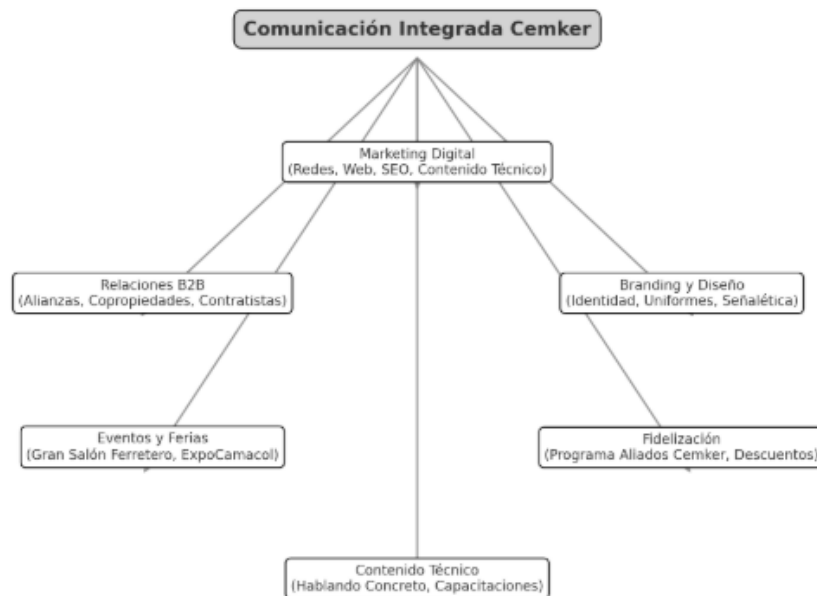 Comunicación Integrada Cemker
Marketing Digital
(Redes, Web, SEO, Contenido Técnico)
Relaciones B2B
(Alianzas, Copropiedades, Contratistas)
Branding y Diseño
(Identidad, Uniformes, Señalética)
Eventos y Ferias
(Gran Salón Ferretero, ExpoCamacol)
Fidelización
(Programa Aliados Cemker, Descuentos)
Contenido Técnico
(Hablando Concreto, Capacitaciones)